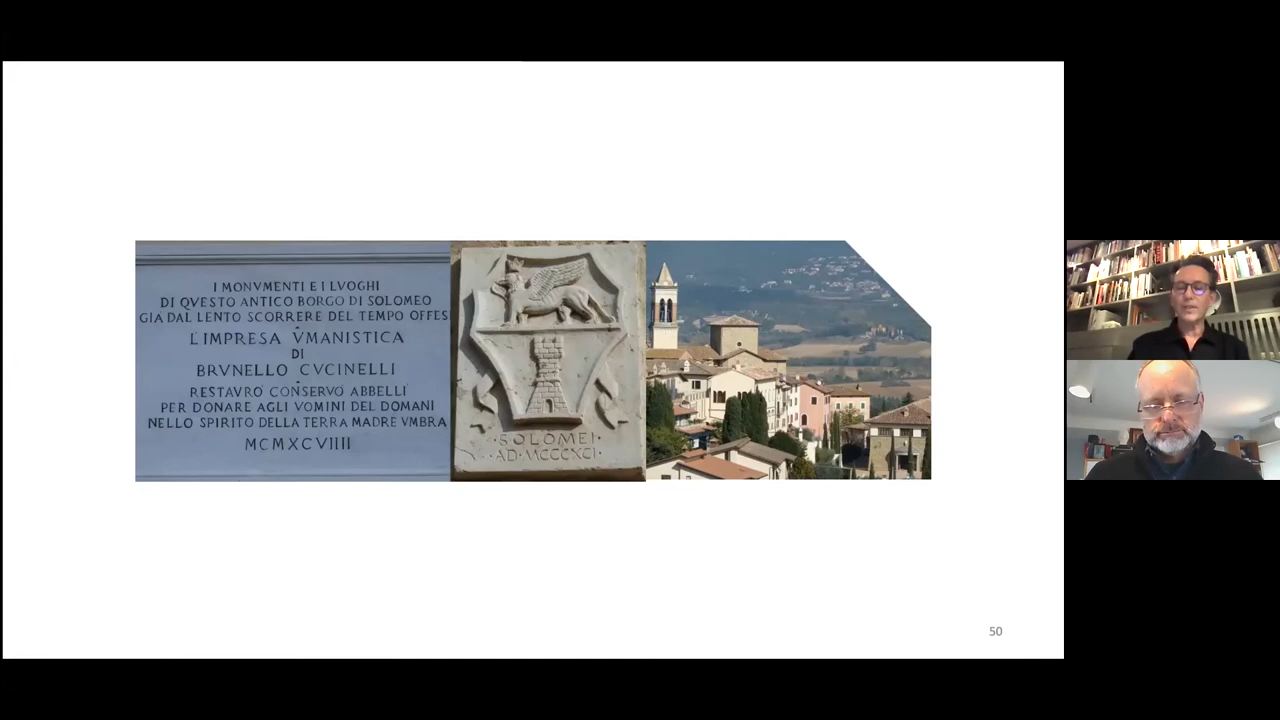 I MONVMENTI E I LVOGHI
DI QVESTO ANTICO BORGO DI SOLOMEO
GIA DAL LENTO SCORRERE DEL TEMPO OFFES
L'IMPRESA VMANISTICA
DI
BRVNELLO CVCINELLI
RESTAVRO CONSERVO ABBELLI
PER DONARE AGLI VOMINI DEL DOMANI
NELLO SPIRITO DELLA TERRA MADRE VMBRA
MCMXCVIIII
·SOLOMEI·
·AD·MCCCXCI·
50